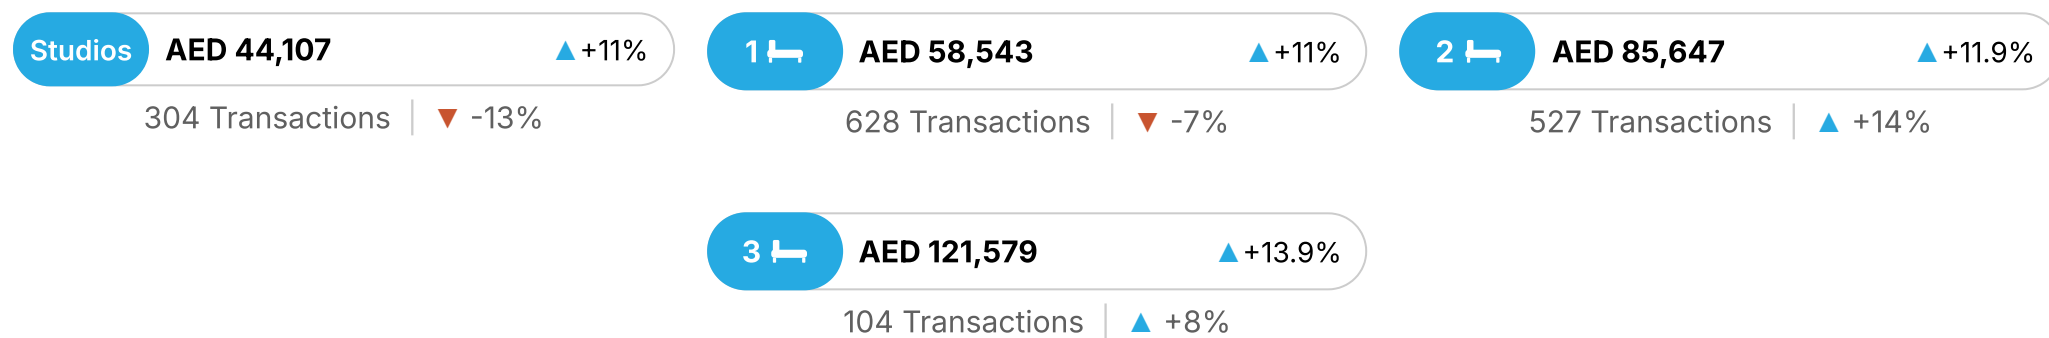 Studios AED 44,107 ▲+11%
304 Transactions | ▼ -13%
1 AED 58,543 ▲+11%
628 Transactions | ▼ -7%
2 AED 85,647 ▲+11.9%
527 Transactions | ▲ +14%
3 AED 121,579 ▲+13.9%
104 Transactions | ▲ +8%